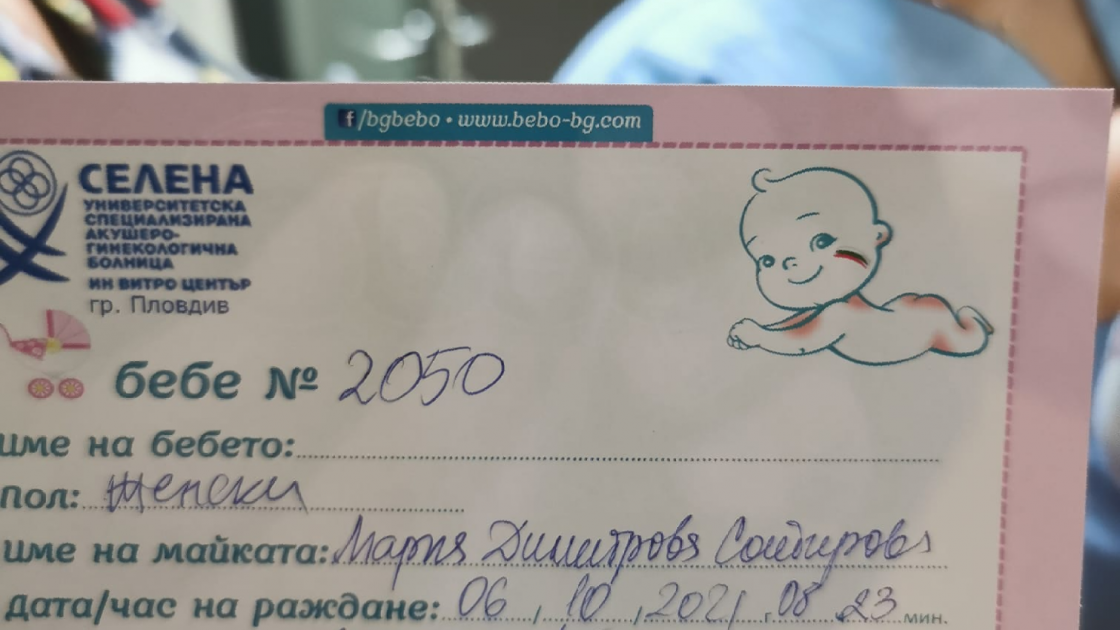 f/bgbebo • www.bebo-bg.com
СЕЛЕНА
УНИВЕРСИТЕТСКА
СПЕЦИАЛИЗИРАНА
АКУШЕРО-
ГИНЕКОЛОГИЧНА
БОЛНИЦА
ИН ВИТРО ЦЕНТЪР
гр. Пловдив
бебе № 2050
име на бебето:
пол: женски
име на майката: Мария Димитрова
дата/час на раждане: 06, 10, 2021 г. 08 23 мин.